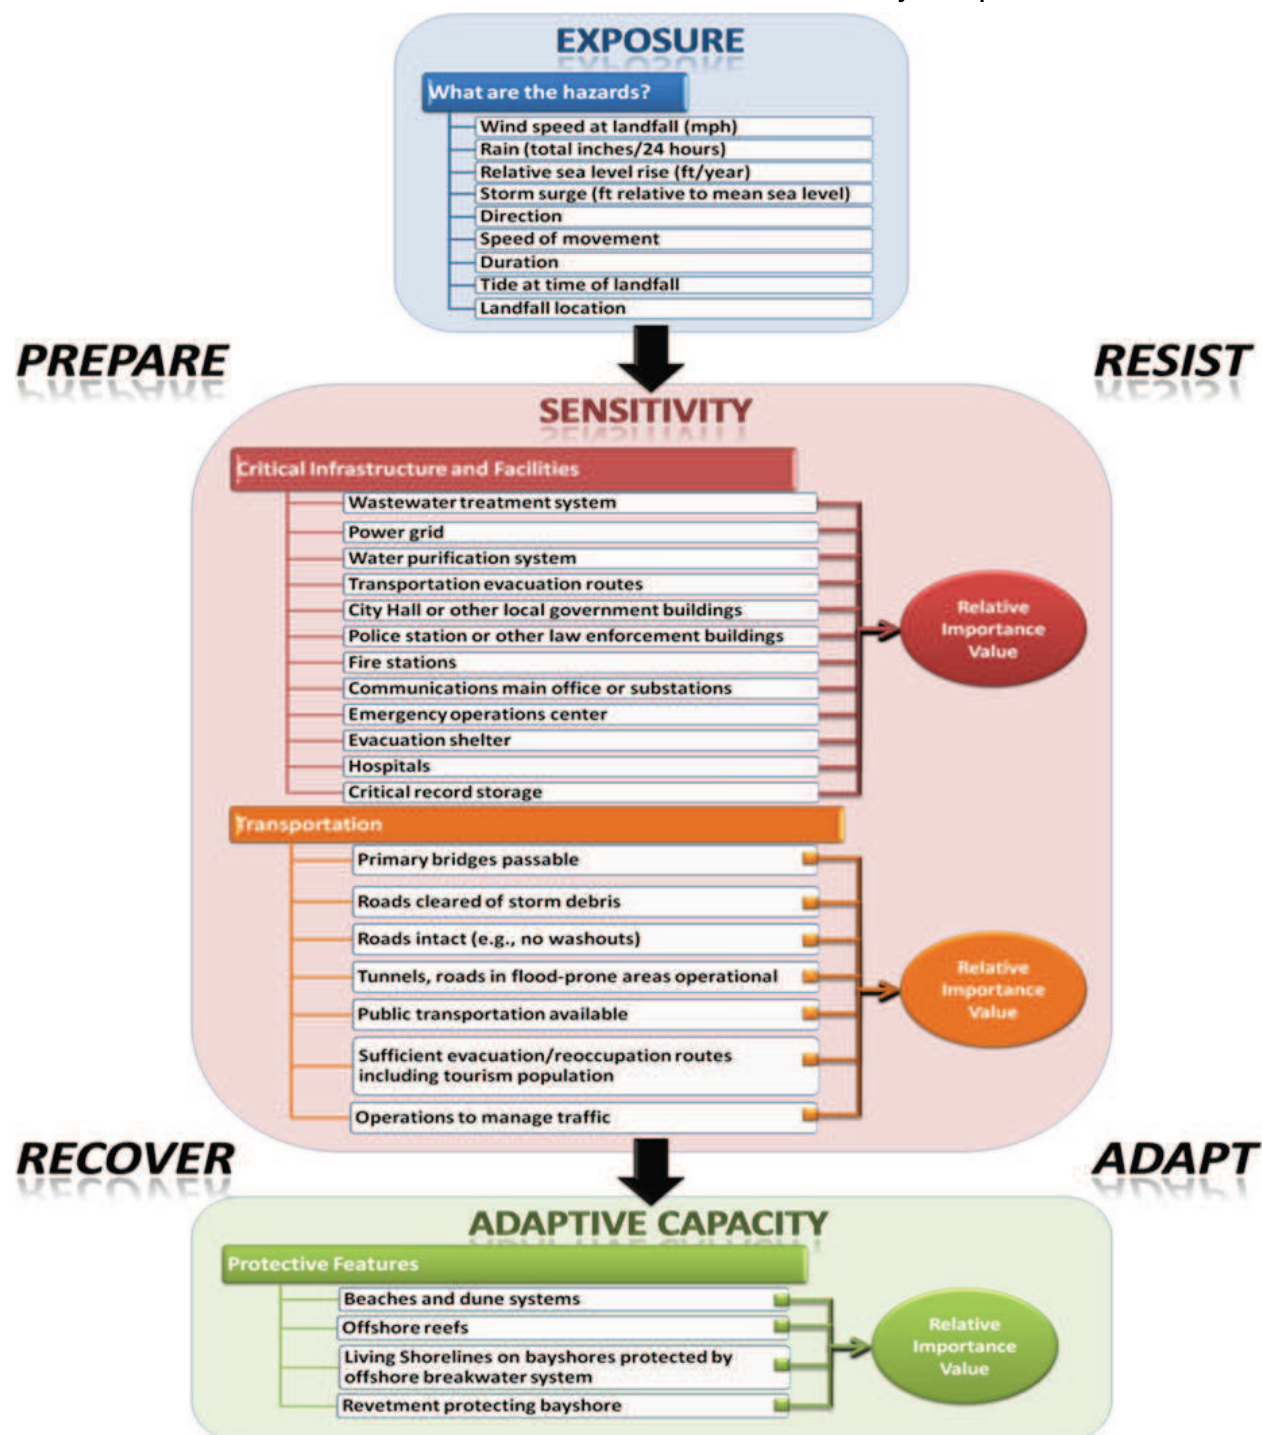 EXPOSURE
What are the hazards?
Wind speed at landfall (mph)
Rain (total inches/24 hours)
Relative sea level rise (ft/year)
Storm surge (ft relative to mean sea level)
Direction
Speed of movement
Duration
Tide at time of landfall
Landfall location
PREPARE
RESIST
SENSITIVITY
Critical Infrastructure and Facilities
Wastewater treatment system
Power grid
Water purification system
Transportation evacuation routes
City Hall or other local government buildings
Police station or other law enforcement buildings
Fire stations
Communications main office or substations
Emergency operations center
Evacuation shelter
Hospitals
Critical record storage
Relative
Importance
Value
Transportation
Primary bridges passable
Roads cleared of storm debris
Roads intact (e.g., no washouts)
Tunnels, roads in flood-prone areas operational
Public transportation available
Sufficient evacuation/reoccupation routes
including tourism population
Operations to manage traffic
Relative
Importance
Value
RECOVER
ADAPT
ADAPTIVE CAPACITY
Protective Features
Beaches and dune systems
Offshore reefs
Living Shorelines on bayshores protected by
offshore breakwater system
Revetment protecting bayshore
Relative
Importance
Value